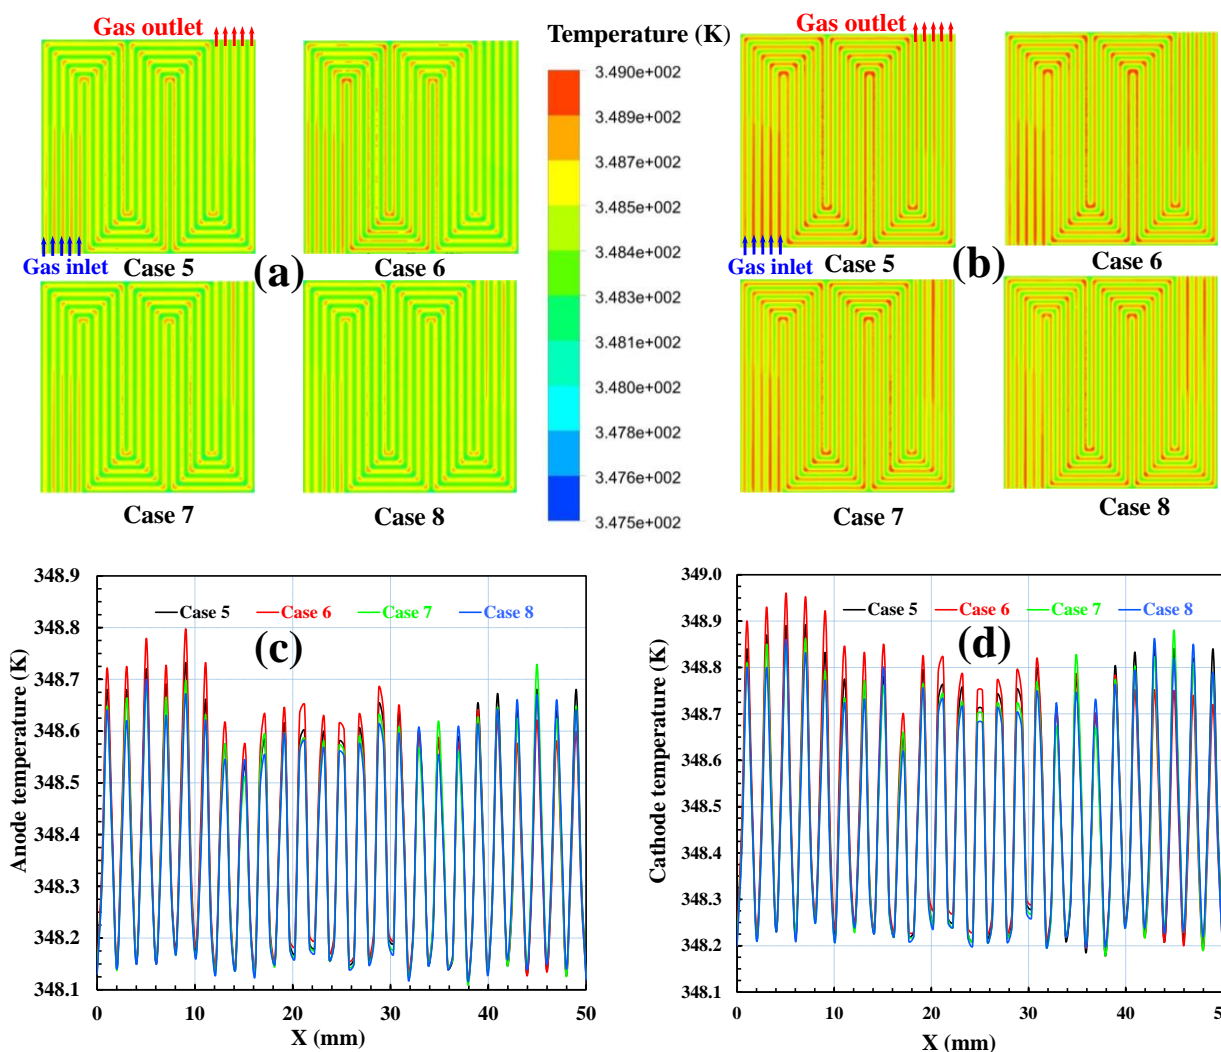 Gas outlet
Temperature (K)
Gas outlet
3.490e+002
3.489e+002
3.487e+002
3.485e+002
3.484e+002
3.483e+002
3.481e+002
3.480e+002
3.478e+002
3.476e+002
3.475e+002
Gas inlet
Case 5
(a)
Case 6
Gas inlet
Case 5
(b)
Case 6
Case 7
Case 8
Case 7
Case 8
348.9
348.8
348.7
348.6
348.5
348.4
348.3
348.2
348.1
Anode temperature (K)
Case 5 Case 6 Case 7 Case 8
(c)
0 10 20 30 40 50
X (mm)
349.0
348.9
348.8
348.7
348.6
348.5
348.4
348.3
348.2
348.1
Cathode temperature (K)
Case 5 Case 6 Case 7 Case 8
(d)
0 10 20 30 40 50
X (mm)